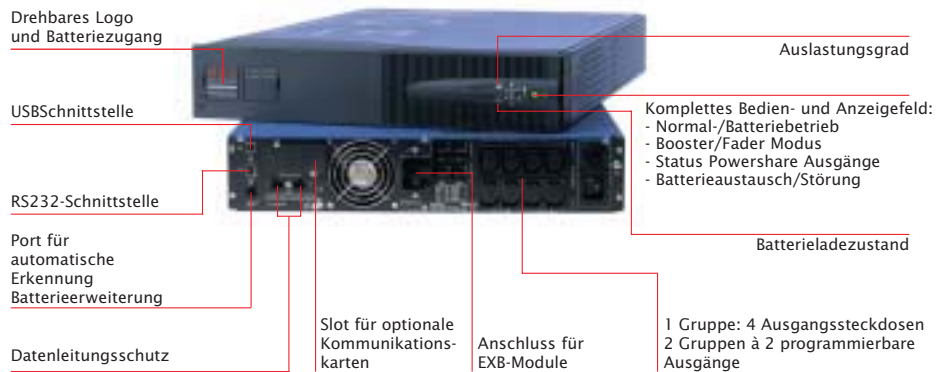 Drehbares Logo
und Batteriezugang
Auslastungsgrad
USBSchnittstelle
Komplettes Bedien- und Anzeigefeld:
- Normal-/Batteriebetrieb
- Booster/Fader Modus
- Status Powershare Ausgänge
- Batterieaustausch/Störung
RS232-Schnittstelle
Port für
automatische
Erkennung
Batterieerweiterung
Batterieladezustand
Datenleitungsschutz
Slot für optionale
Kommunikations-
karten
Anschluss für
EXB-Module
1 Gruppe: 4 Ausgangssteckdosen
2 Gruppen à 2 programmierbare
Ausgänge